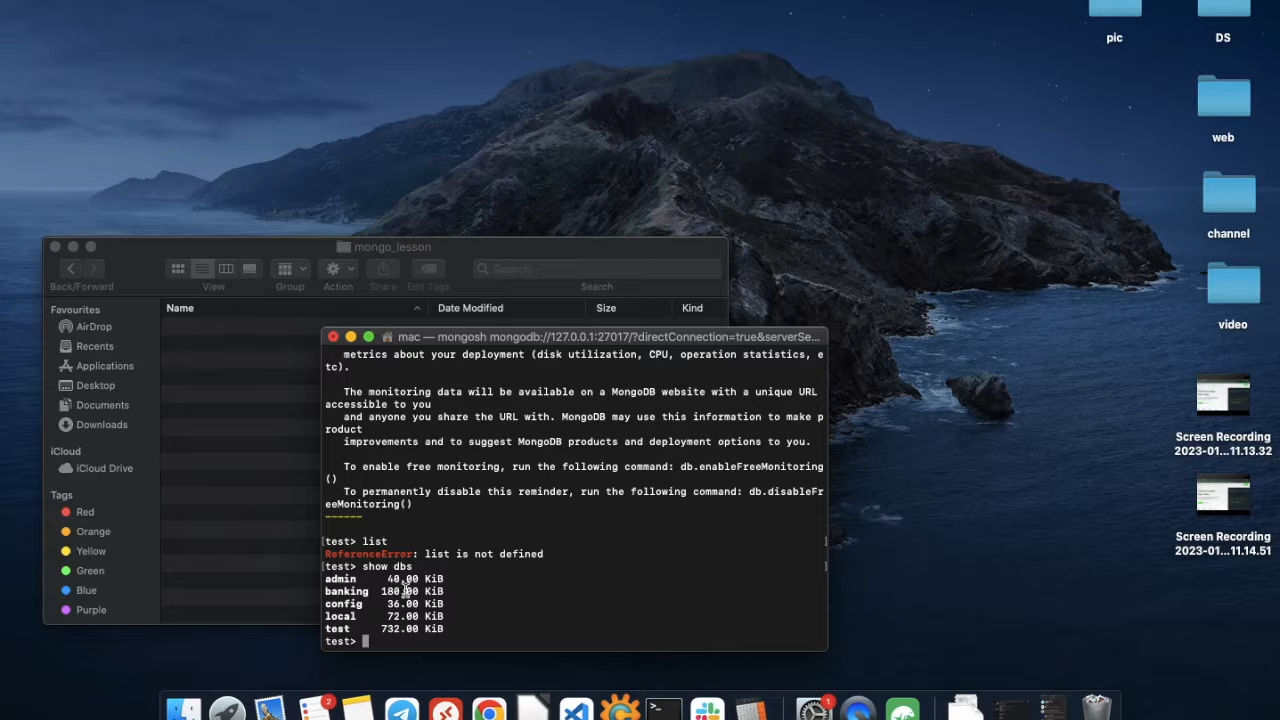 pic
DS
web
channel
video
Screen Recording
2023-01...11.13.32
Screen Recording
2023-01...11.14.51
mongo_lesson
Back/Forward
View
Group
Action
Share
Edit Tags
Search
Search
Favourites
AirDrop
Recents
Applications
Desktop
Documents
Downloads
iCloud
iCloud Drive
Tags
Red
Orange
Yellow
Green
Blue
Purple
Name
Date Modified
Size
Kind
mac — mongosh mongodb://127.0.0.1:27017/?directConnection=true&serverSe...
metrics about your deployment (disk utilization, CPU, operation statistics, e
tc).
The monitoring data will be available on a MongoDB website with a unique URL
accessible to you
and anyone you share the URL with. MongoDB may use this information to make p
roduct
improvements and to suggest MongoDB products and deployment options to you.
To enable free monitoring, run the following command: db.enableFreeMonitoring
()
To permanently disable this reminder, run the following command: db.disableFr
eeMonitoring()
------
[test> list ]
ReferenceError: list is not defined
[test> show dbs ]
admin 40.00 KiB
banking 180.00 KiB
config 36.00 KiB
local 72.00 KiB
test 732.00 KiB
test>
2
>_
1